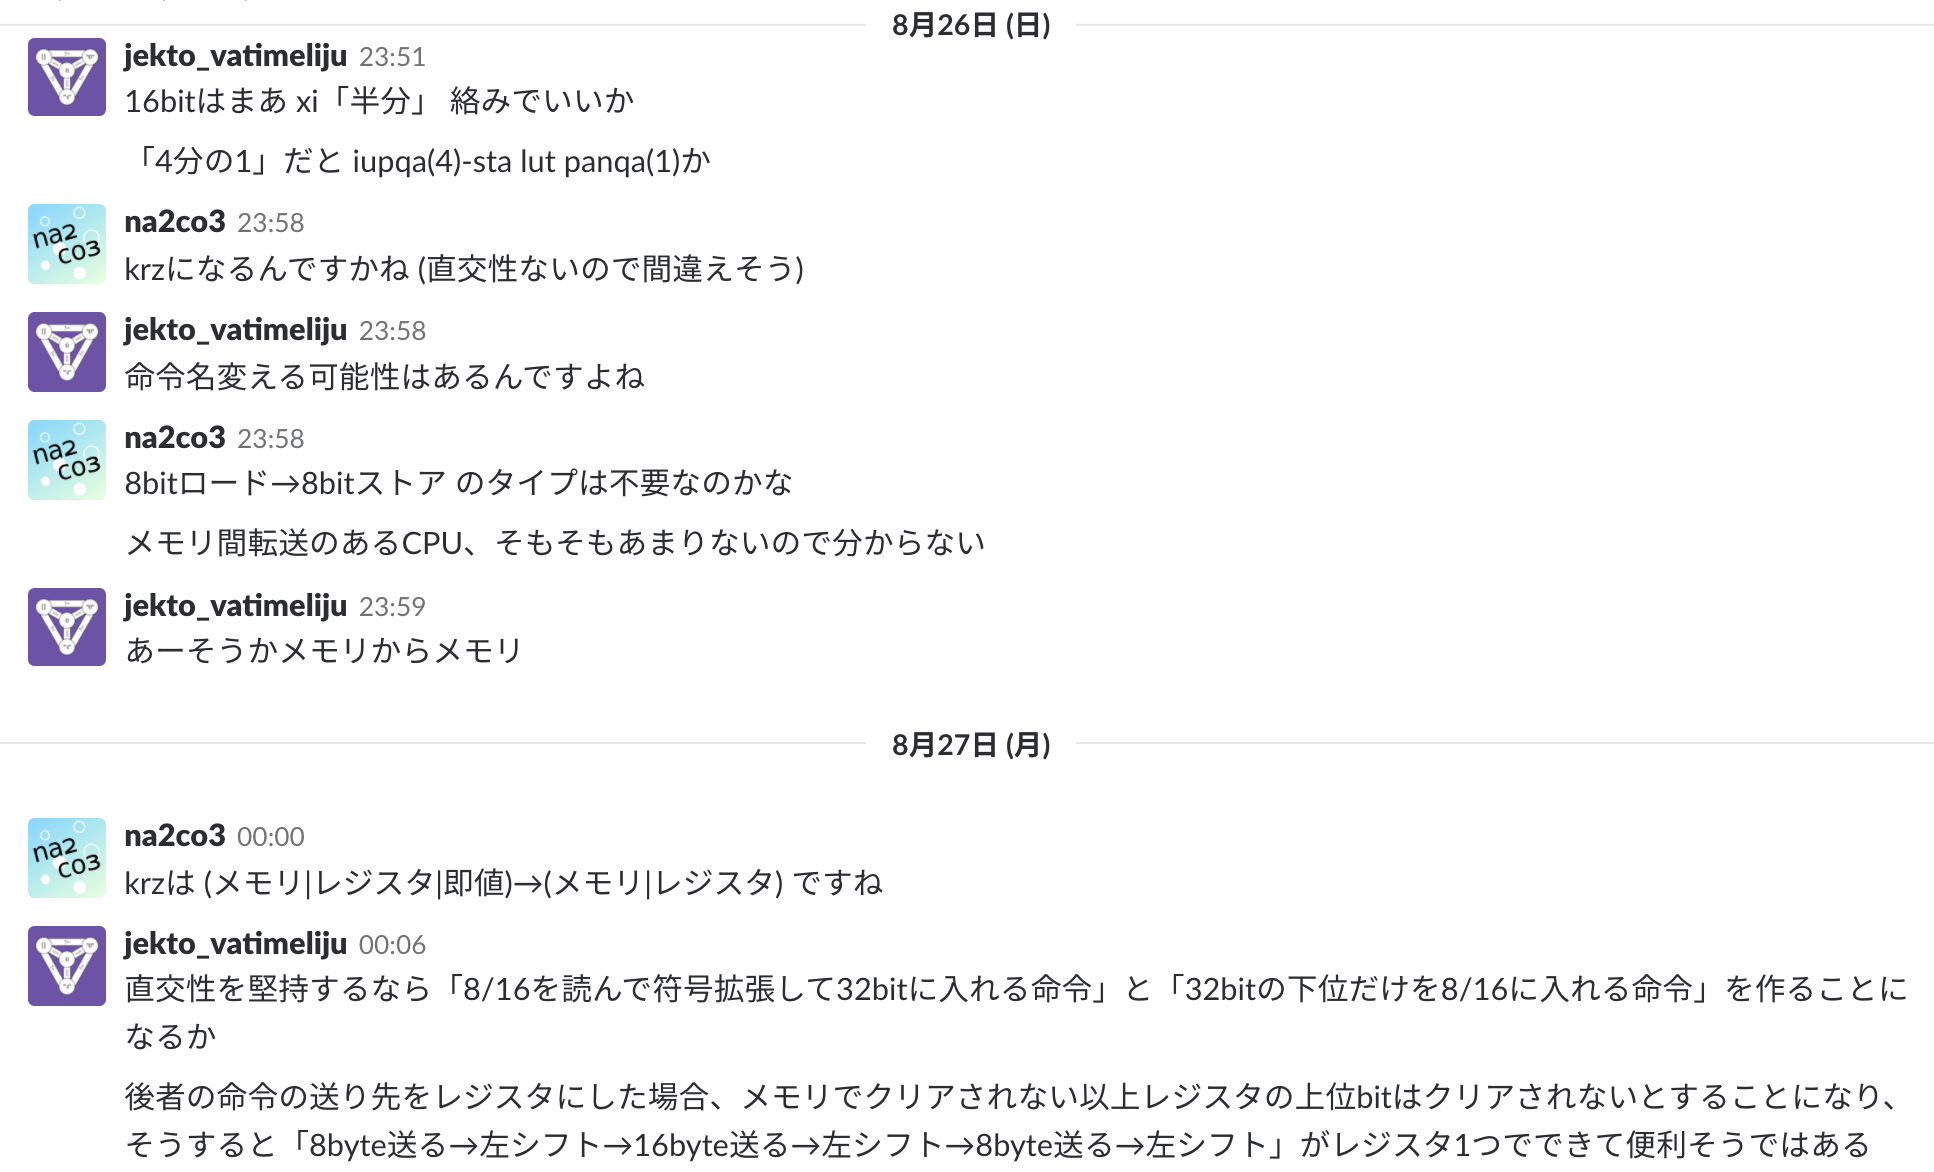 8月26日 (日)
jekto_vatimeliju 23:51
16bitはまあ xi「半分」 絡みでいいか
「4分の1」だと iupqa(4)-sta lut panqa(1)か
na2
co3
na2co3 23:58
krzになるんですかね (直交性ないので間違えそう)
jekto_vatimeliju 23:58
命令名変える可能性はあるんですよね
na2
co3
na2co3 23:58
8bitロード→8bitストア のタイプは不要なのかな
メモリ間転送のあるCPU、そもそもあまりないので分からない
jekto_vatimeliju 23:59
あーそうかメモリからメモリ
8月27日 (月)
na2
co3
na2co3 00:00
krzは (メモリ|レジスタ|即値)→(メモリ|レジスタ) ですね
jekto_vatimeliju 00:06
直交性を堅持するなら「8/16を読んで符号拡張して32bitに入れる命令」と「32bitの下位だけを8/16に入れる命令」を作ることに
なるか
後者の命令の送り先をレジスタにした場合、メモリでクリアされない以上レジスタの上位bitはクリアされないとすることになり、
そうすると「8byte送る→左シフト→16byte送る→左シフト→8byte送る→左シフト」がレジスタ1つでできて便利そうではある